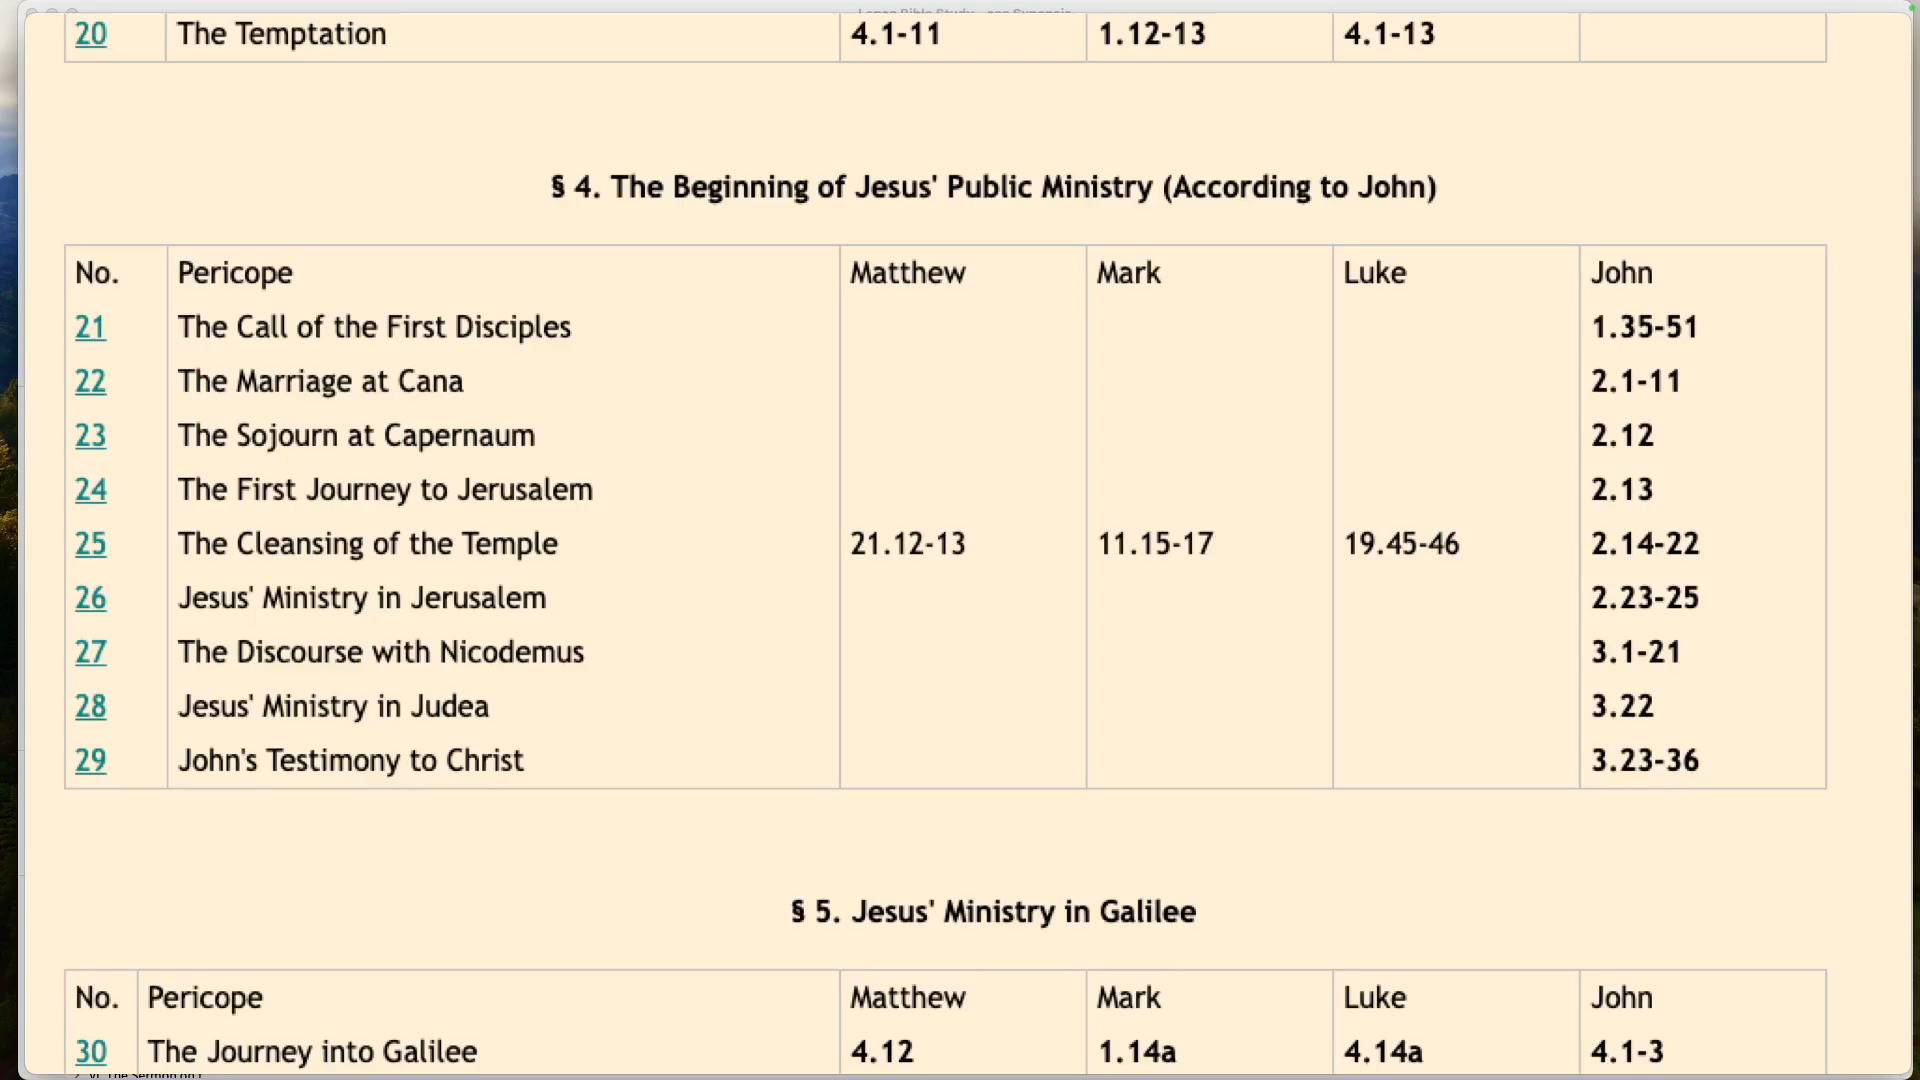 20 The Temptation 4.1-11 1.12-13 4.1-13
§ 4. The Beginning of Jesus' Public Ministry (According to John)
No. Pericope Matthew Mark Luke John
21 The Call of the First Disciples 1.35-51
22 The Marriage at Cana 2.1-11
23 The Sojourn at Capernaum 2.12
24 The First Journey to Jerusalem 2.13
25 The Cleansing of the Temple 21.12-13 11.15-17 19.45-46 2.14-22
26 Jesus' Ministry in Jerusalem 2.23-25
27 The Discourse with Nicodemus 3.1-21
28 Jesus' Ministry in Judea 3.22
29 John's Testimony to Christ 3.23-36
§ 5. Jesus' Ministry in Galilee
No. Pericope Matthew Mark Luke John
30 The Journey into Galilee 4.12 1.14a 4.14a 4.1-3